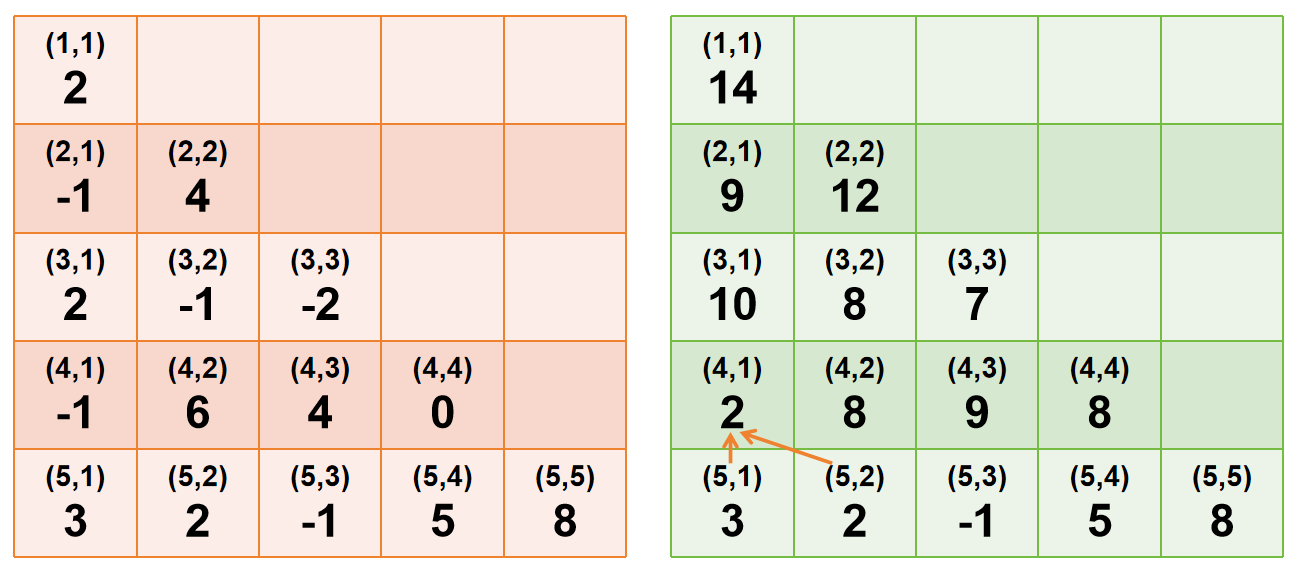 (1,1)
2
(2,1) (2,2)
-1 4
(3,1) (3,2) (3,3)
2 -1 -2
(4,1) (4,2) (4,3) (4,4)
-1 6 4 0
(5,1) (5,2) (5,3) (5,4) (5,5)
3 2 -1 5 8
(1,1)
14
(2,1) (2,2)
9 12
(3,1) (3,2) (3,3)
10 8 7
(4,1) (4,2) (4,3) (4,4)
2 8 9 8
(5,1) (5,2) (5,3) (5,4) (5,5)
3 2 -1 5 8